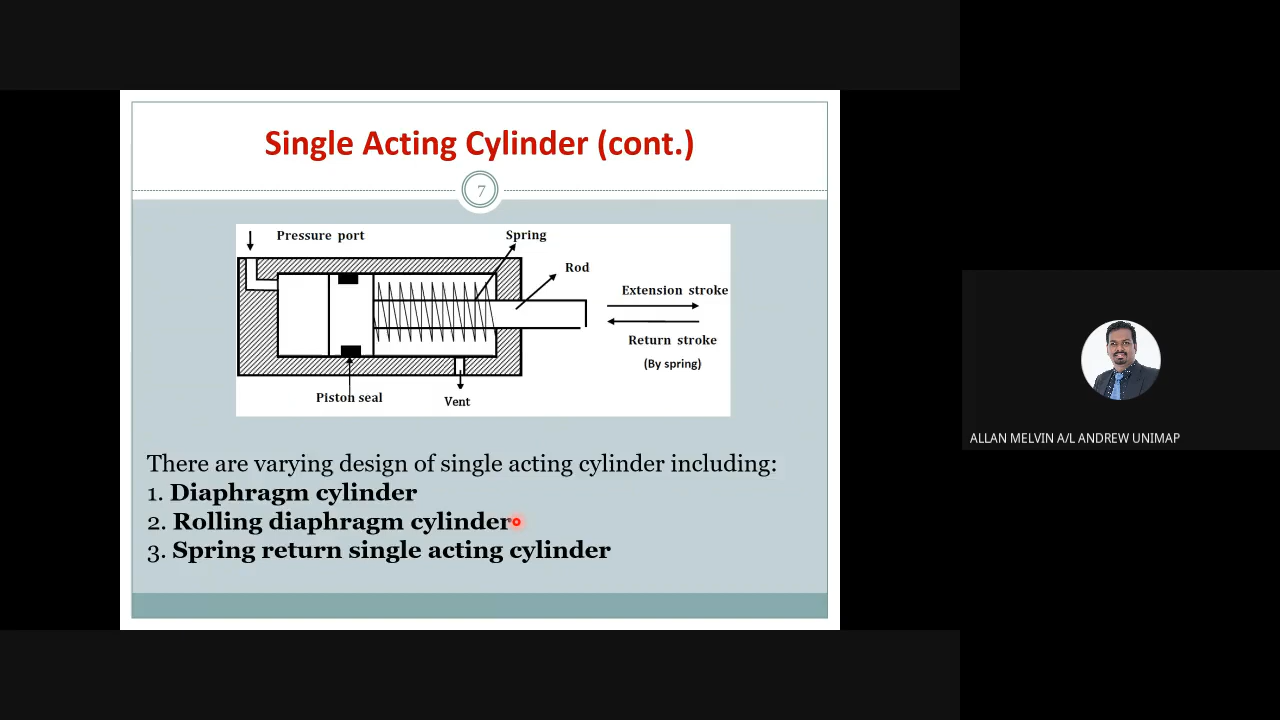 Single Acting Cylinder (cont.)
7
Pressure port
Spring
Rod
Extension stroke
Return stroke
(By spring)
Piston seal
Vent
There are varying design of single acting cylinder including:
1. Diaphragm cylinder
2. Rolling diaphragm cylinder
3. Spring return single acting cylinder
ALLAN MELVIN A/L ANDREW UNIMAP